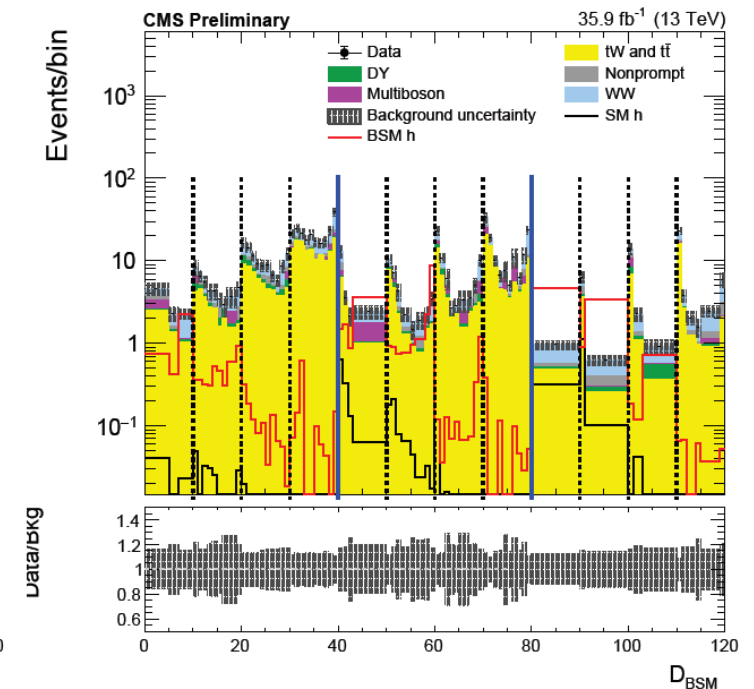 CMS Preliminary 35.9 fb⁻¹ (13 TeV)
Events/bin
Data
tW and tt̄
DY
Nonprompt
Multiboson
WW
Background uncertainty
SM h
BSM h
10³
10²
10
1
10⁻¹
Data/Bkg
1.4
1.2
1.0
0.8
0.6
0 0 20 40 60 80 100 120
D_BSM